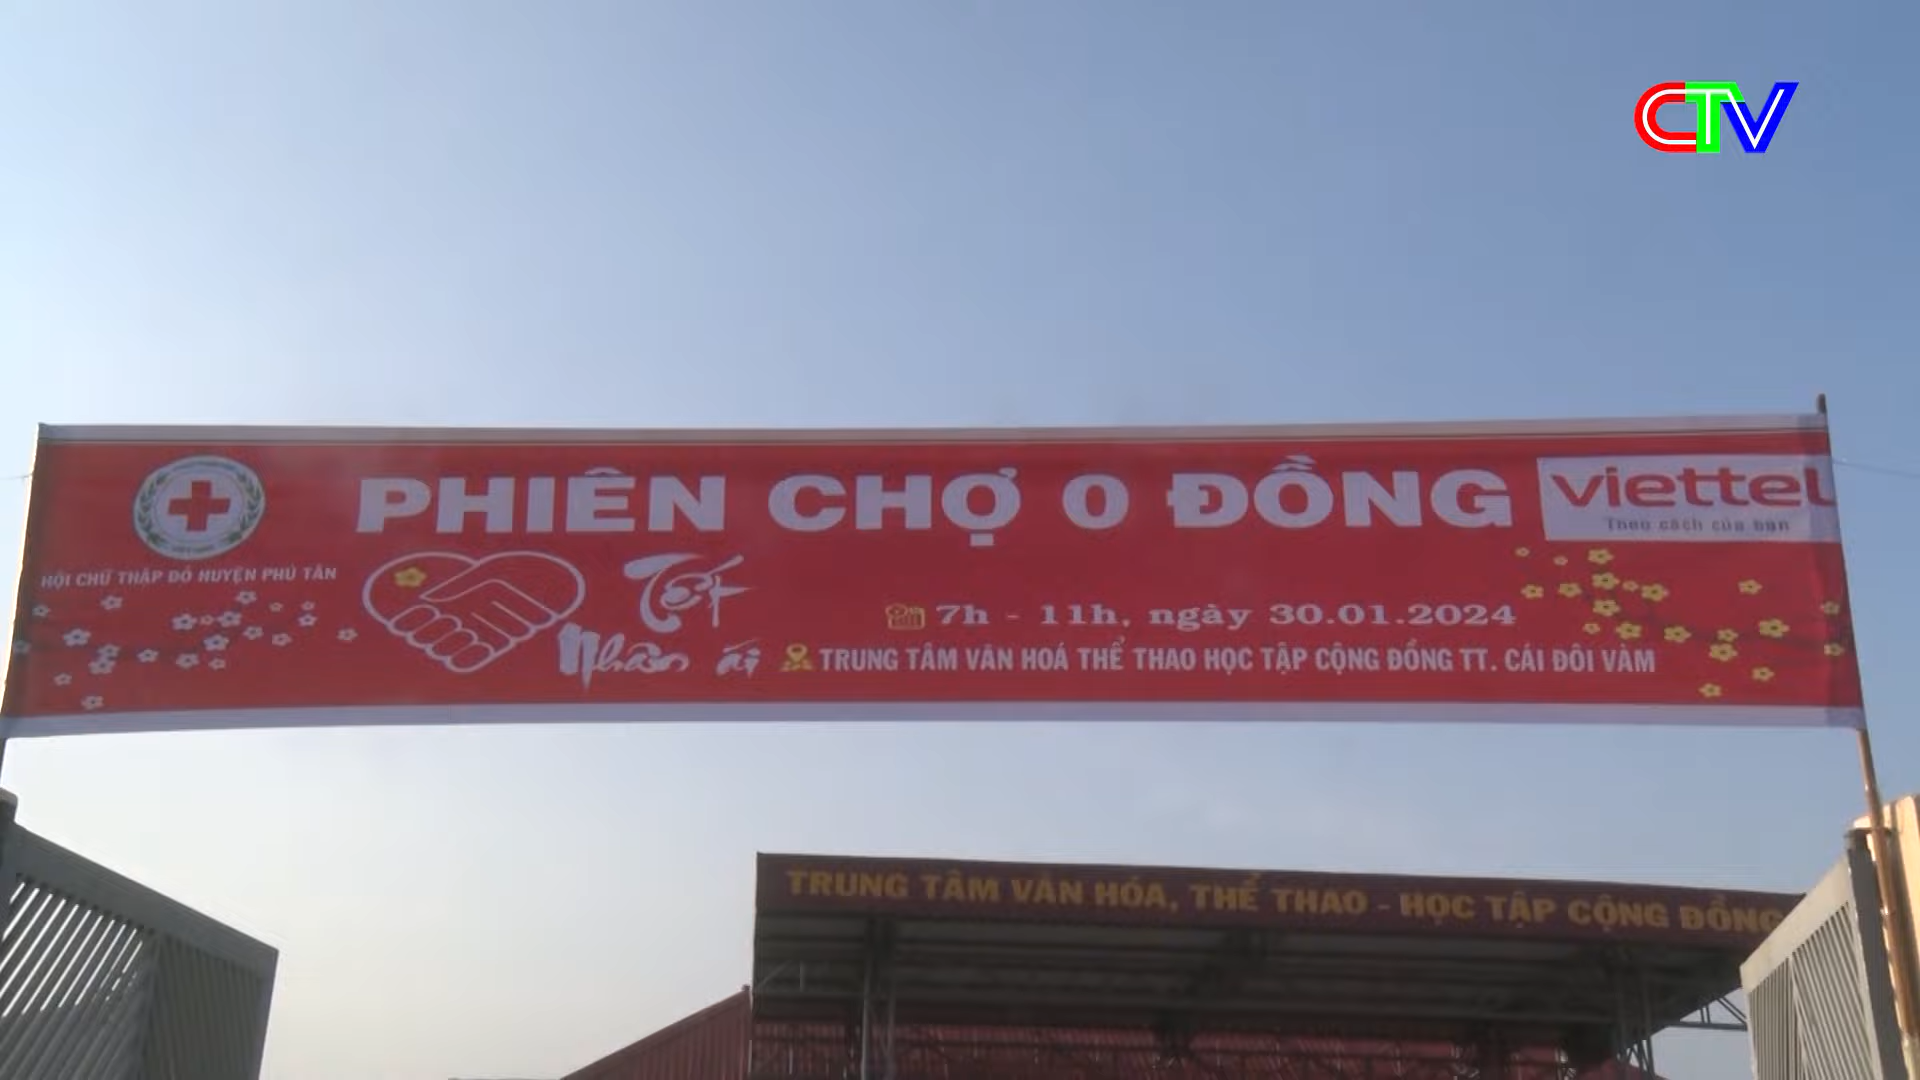 CTV
PHIÊN CHỢ 0 ĐỒNG
viettel
Theo cách của bạn
HỘI CHỮ THẬP ĐỎ HUYỆN PHÚ TÂN
Tết
Nhân ái
7h - 11h, ngày 30.01.2024
TRUNG TÂM VĂN HOÁ THỂ THAO HỌC TẬP CỘNG ĐỒNG TT. CÁI ĐÔI VÀM
TRUNG TÂM VĂN HÓA, THỂ THAO - HỌC TẬP CỘNG ĐỒNG